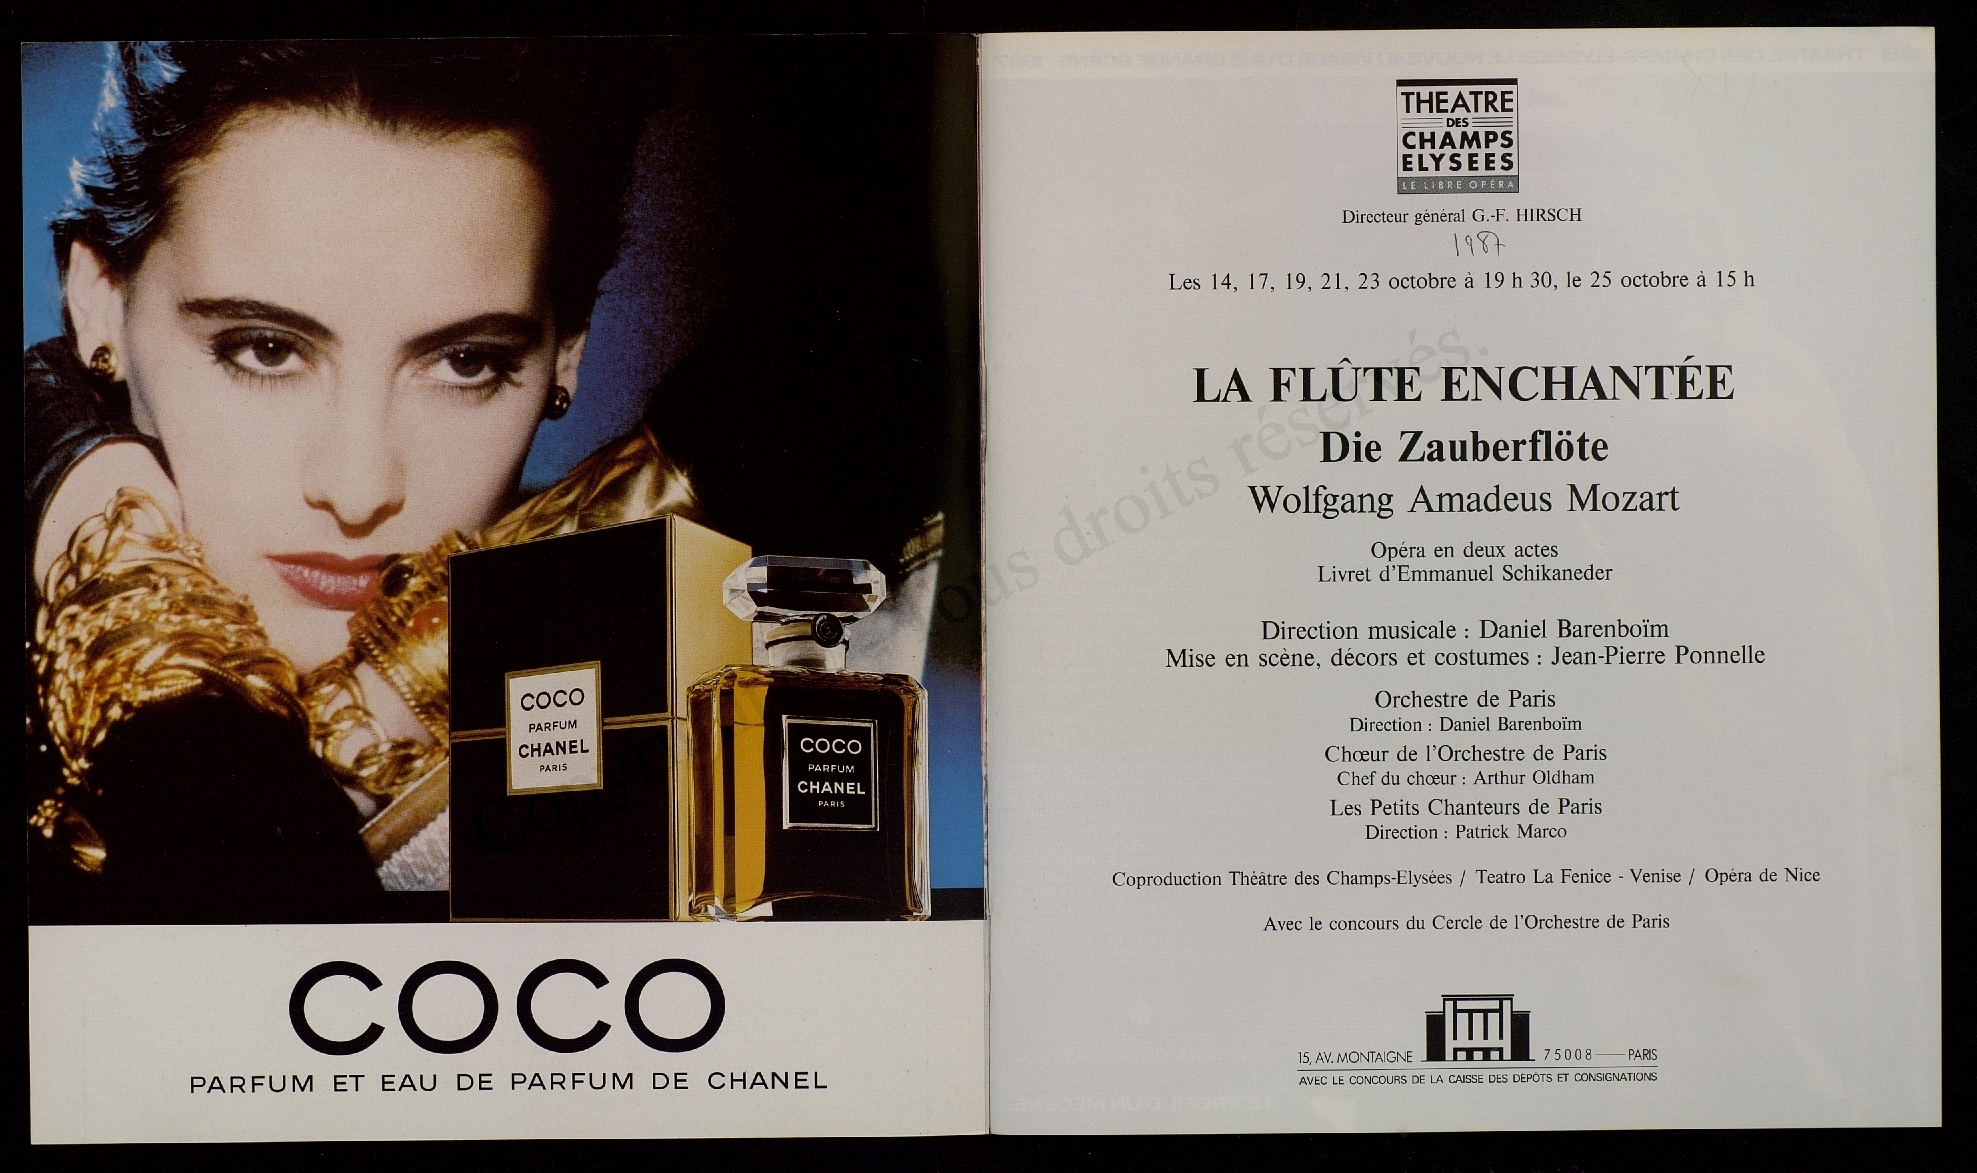 COCO
PARFUM
CHANEL
PARIS
COCO
PARFUM
CHANEL
PARIS
COCO
PARFUM ET EAU DE PARFUM DE CHANEL
THEATRE
DES
CHAMPS
ELYSEES
LE LIBRE OPÉRA
Directeur général G.-F. HIRSCH
1987
Les 14, 17, 19, 21, 23 octobre à 19 h 30, le 25 octobre à 15 h
LA FLÛTE ENCHANTÉE
Die Zauberflöte
Wolfgang Amadeus Mozart
Opéra en deux actes
Livret d'Emmanuel Schikaneder
Direction musicale : Daniel Barenboïm
Mise en scène, décors et costumes : Jean-Pierre Ponnelle
Orchestre de Paris
Direction : Daniel Barenboïm
Chœur de l'Orchestre de Paris
Chef du chœur : Arthur Oldham
Les Petits Chanteurs de Paris
Direction : Patrick Marco
Coproduction Théâtre des Champs-Elysées / Teatro La Fenice - Venise / Opéra de Nice
Avec le concours du Cercle de l'Orchestre de Paris
15, AV. MONTAIGNE 75008 — PARIS
AVEC LE CONCOURS DE LA CAISSE DES DÉPÔTS ET CONSIGNATIONS
droits réservés.